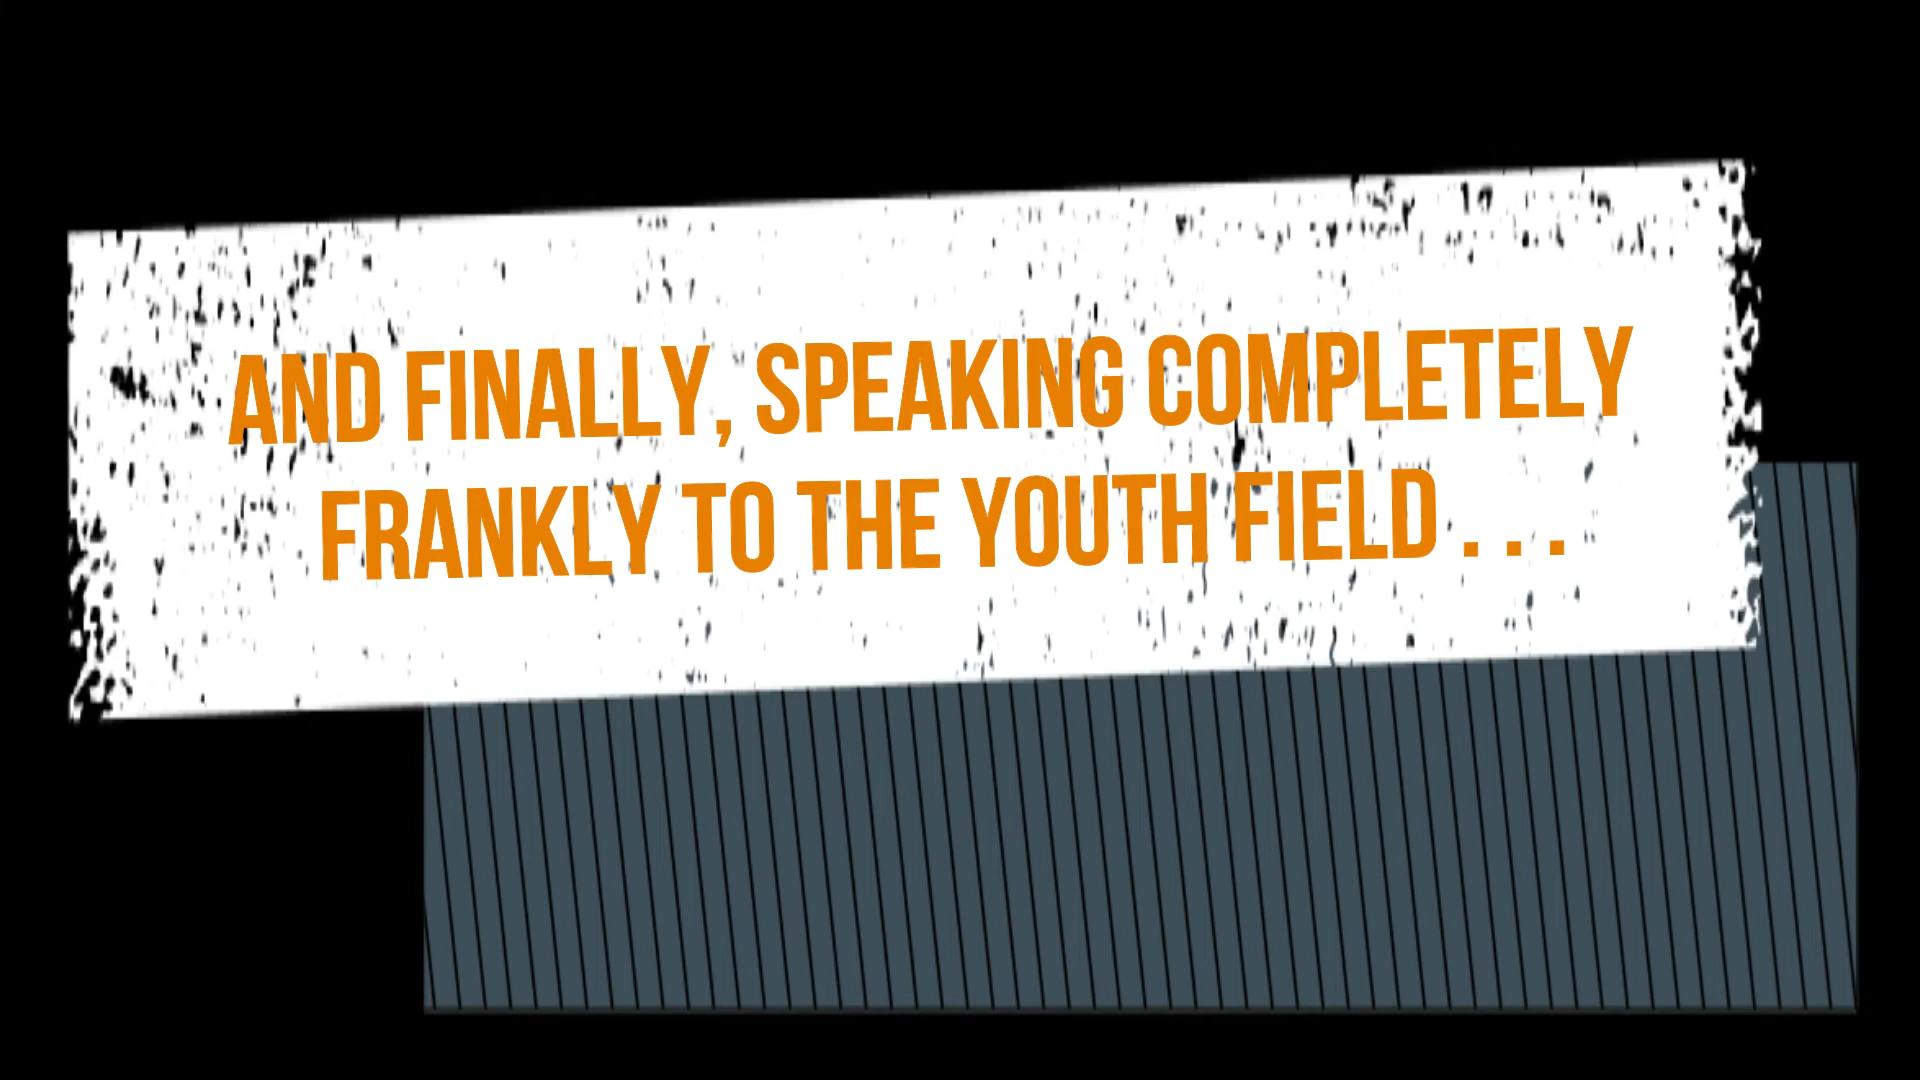 AND FINALLY, SPEAKING COMPLETELY
FRANKLY TO THE YOUTH FIELD . . .